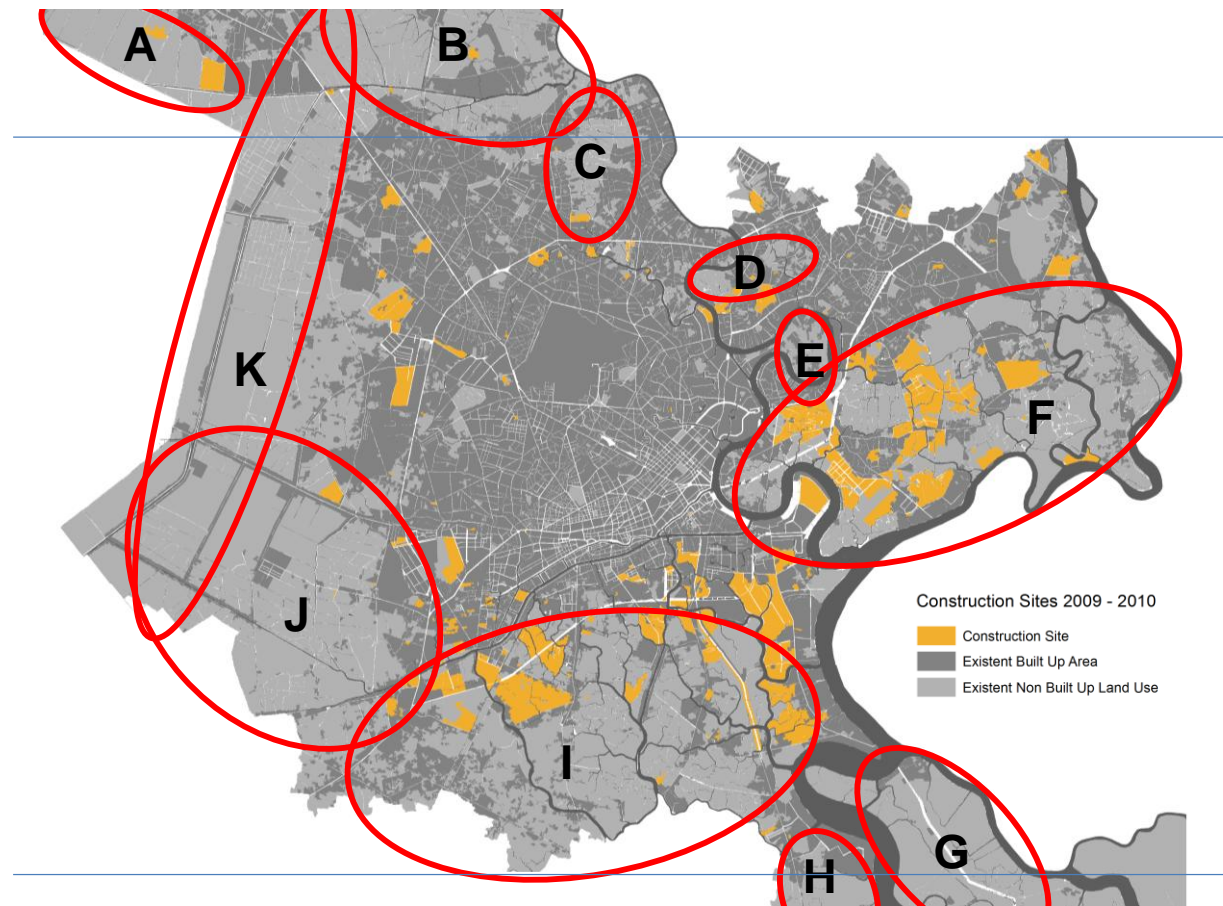 A
B
C
D
E
K
F
Construction Sites 2009 - 2010
Construction Site
J
Existent Built Up Area
Existent Non Built Up Land Use
I
G
H